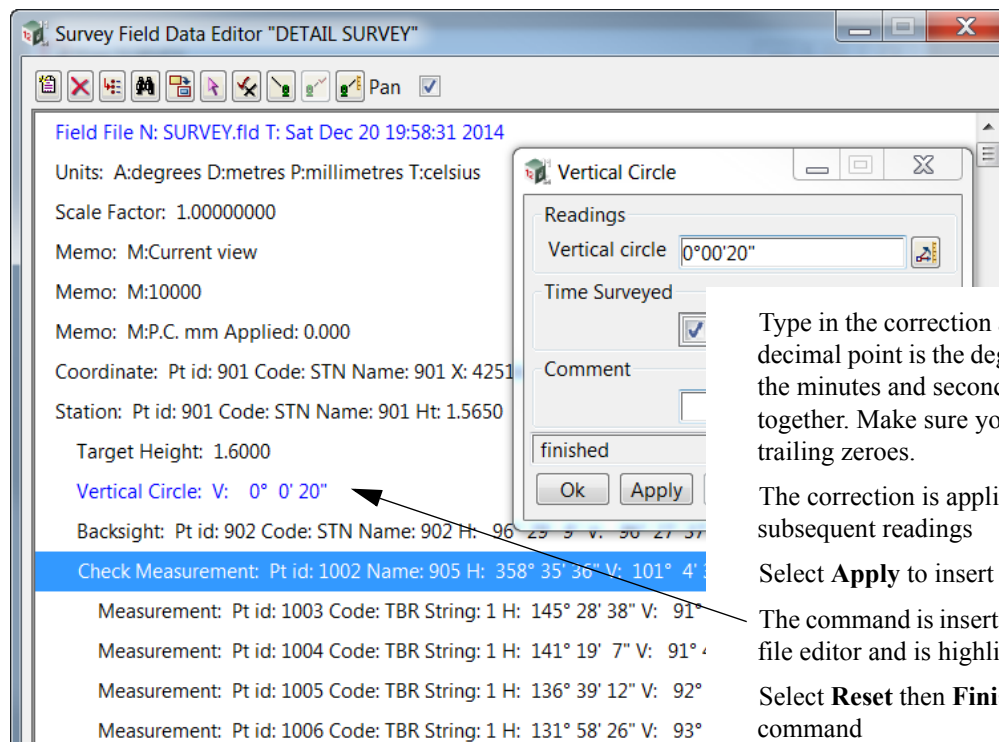 Survey Field Data Editor "DETAIL SURVEY"
Pan
Field File N: SURVEY.fld T: Sat Dec 20 19:58:31 2014
Units: A:degrees D:metres P:millimetres T:celsius
Scale Factor: 1.00000000
Memo: M:Current view
Memo: M:10000
Memo: M:P.C. mm Applied: 0.000
Coordinate: Pt id: 901 Code: STN Name: 901 X: 4251
Station: Pt id: 901 Code: STN Name: 901 Ht: 1.5650
Target Height: 1.6000
Vertical Circle: V: 0° 0' 20"
Backsight: Pt id: 902 Code: STN Name: 902 H: 96° 29' 9" V: 96° 27' 37"
Check Measurement: Pt id: 1002 Name: 905 H: 358° 35' 36" V: 101° 4'
Measurement: Pt id: 1003 Code: TBR String: 1 H: 145° 28' 38" V: 91°
Measurement: Pt id: 1004 Code: TBR String: 1 H: 141° 19' 7" V: 91°
Measurement: Pt id: 1005 Code: TBR String: 1 H: 136° 39' 12" V: 92°
Measurement: Pt id: 1006 Code: TBR String: 1 H: 131° 58' 26" V: 93°
Vertical Circle
Readings
Vertical circle 0°00'20"
Time Surveyed
Comment
finished
Ok Apply
Type in the correction
decimal point is the
the minutes and
together. Make sure
trailing zeroes.
The correction is
subsequent readings
Select Apply to insert
The command is
file editor and is
Select Reset then
command